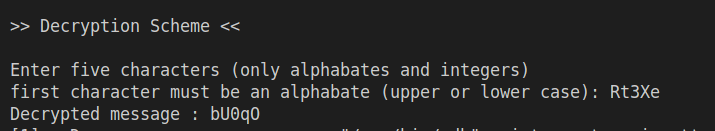 >> Decryption Scheme <<
Enter five characters (only alphabates and integers)
first character must be an alphabate (upper or lower case): Rt3Xe
Decrypted message : bU0qO